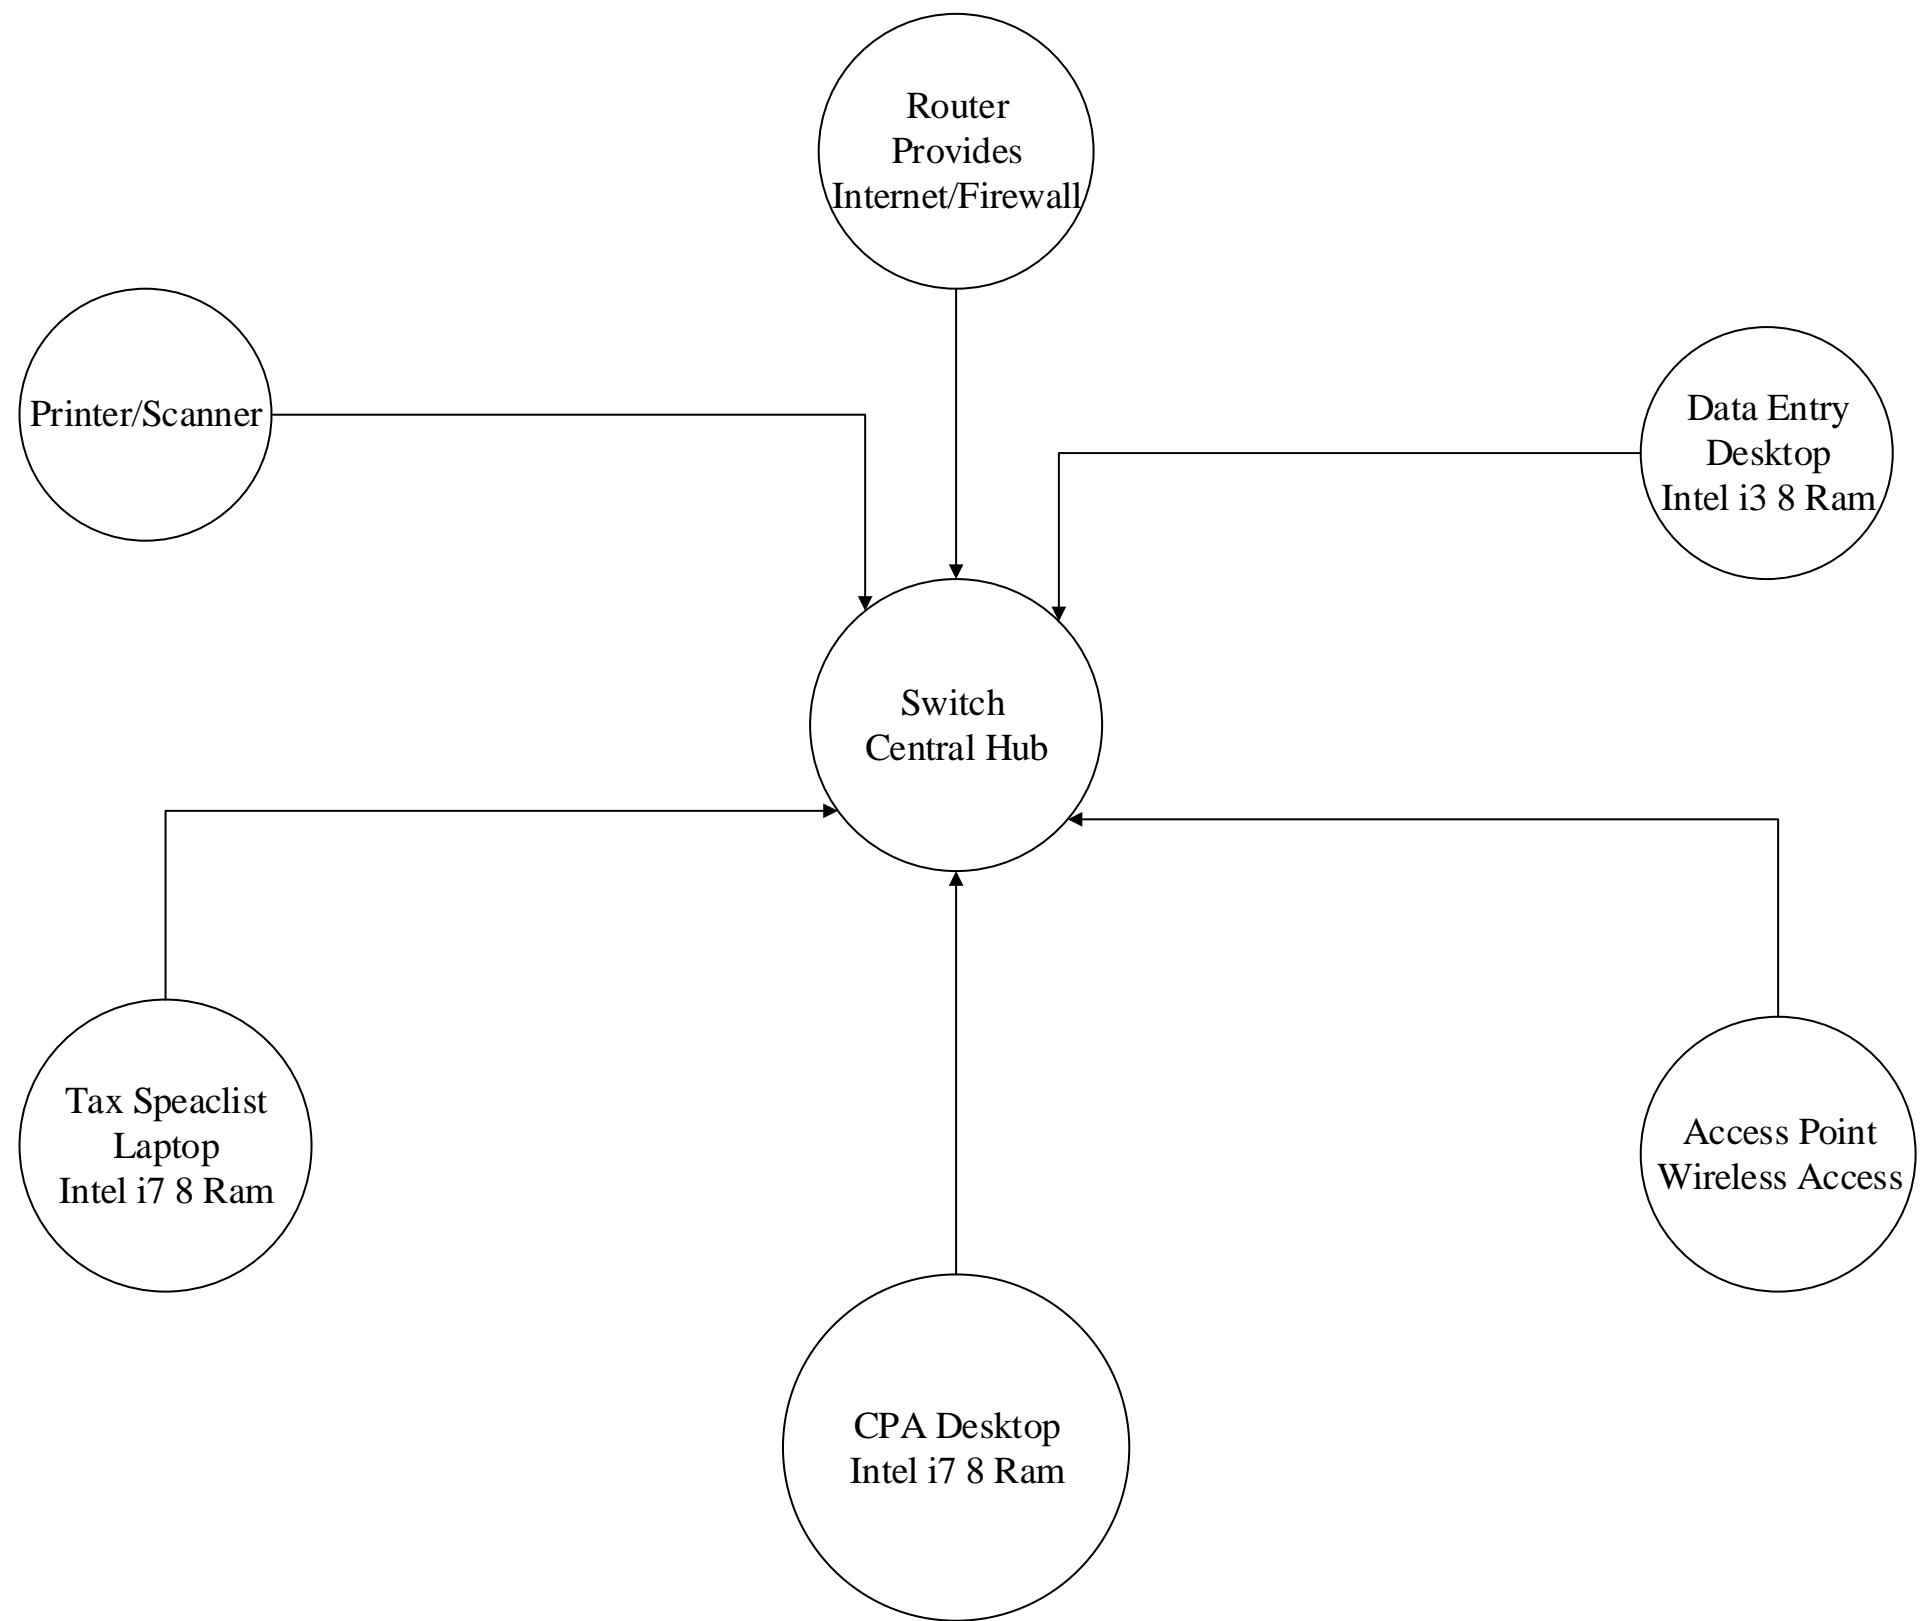 Router
Provides
Internet/Firewall
Printer/Scanner
Data Entry
Desktop
Intel i3 8 Ram
Switch
Central Hub
Tax Speaclist
Laptop
Intel i7 8 Ram
Access Point
Wireless Access
CPA Desktop
Intel i7 8 Ram